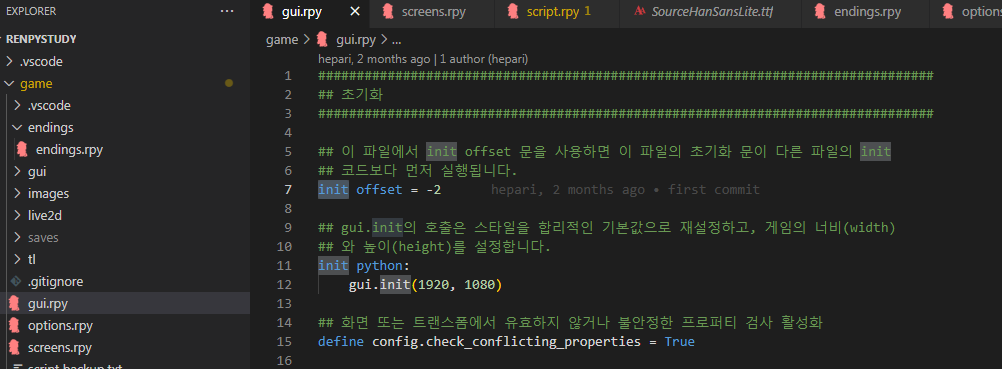 EXPLORER
RENPYSTUDY
.vscode
game
.vscode
endings
endings.rpy
gui
images
live2d
saves
tl
.gitignore
gui.rpy
options.rpy
screens.rpy
script.backup.txt
gui.rpy screens.rpy script.rpy 1 SourceHanSansLite.ttf endings.rpy option
game > gui.rpy > ...
hepari, 2 months ago | 1 author (hepari)
1 ################################################################################
2 ## 초기화
3 ################################################################################
4
5 ## 이 파일에서 init offset 문을 사용하면 이 파일의 초기화 문이 다른 파일의 init
6 ## 코드보다 먼저 실행됩니다.
7 init offset = -2 hepari, 2 months ago • first commit
8
9 ## gui.init의 호출은 스타일을 합리적인 기본값으로 재설정하고, 게임의 너비(width)
10 ## 와 높이(height)를 설정합니다.
11 init python:
12 gui.init(1920, 1080)
13
14 ## 화면 또는 트랜스폼에서 유효하지 않거나 불안정한 프로퍼티 검사 활성화
15 define config.check_conflicting_properties = True
16